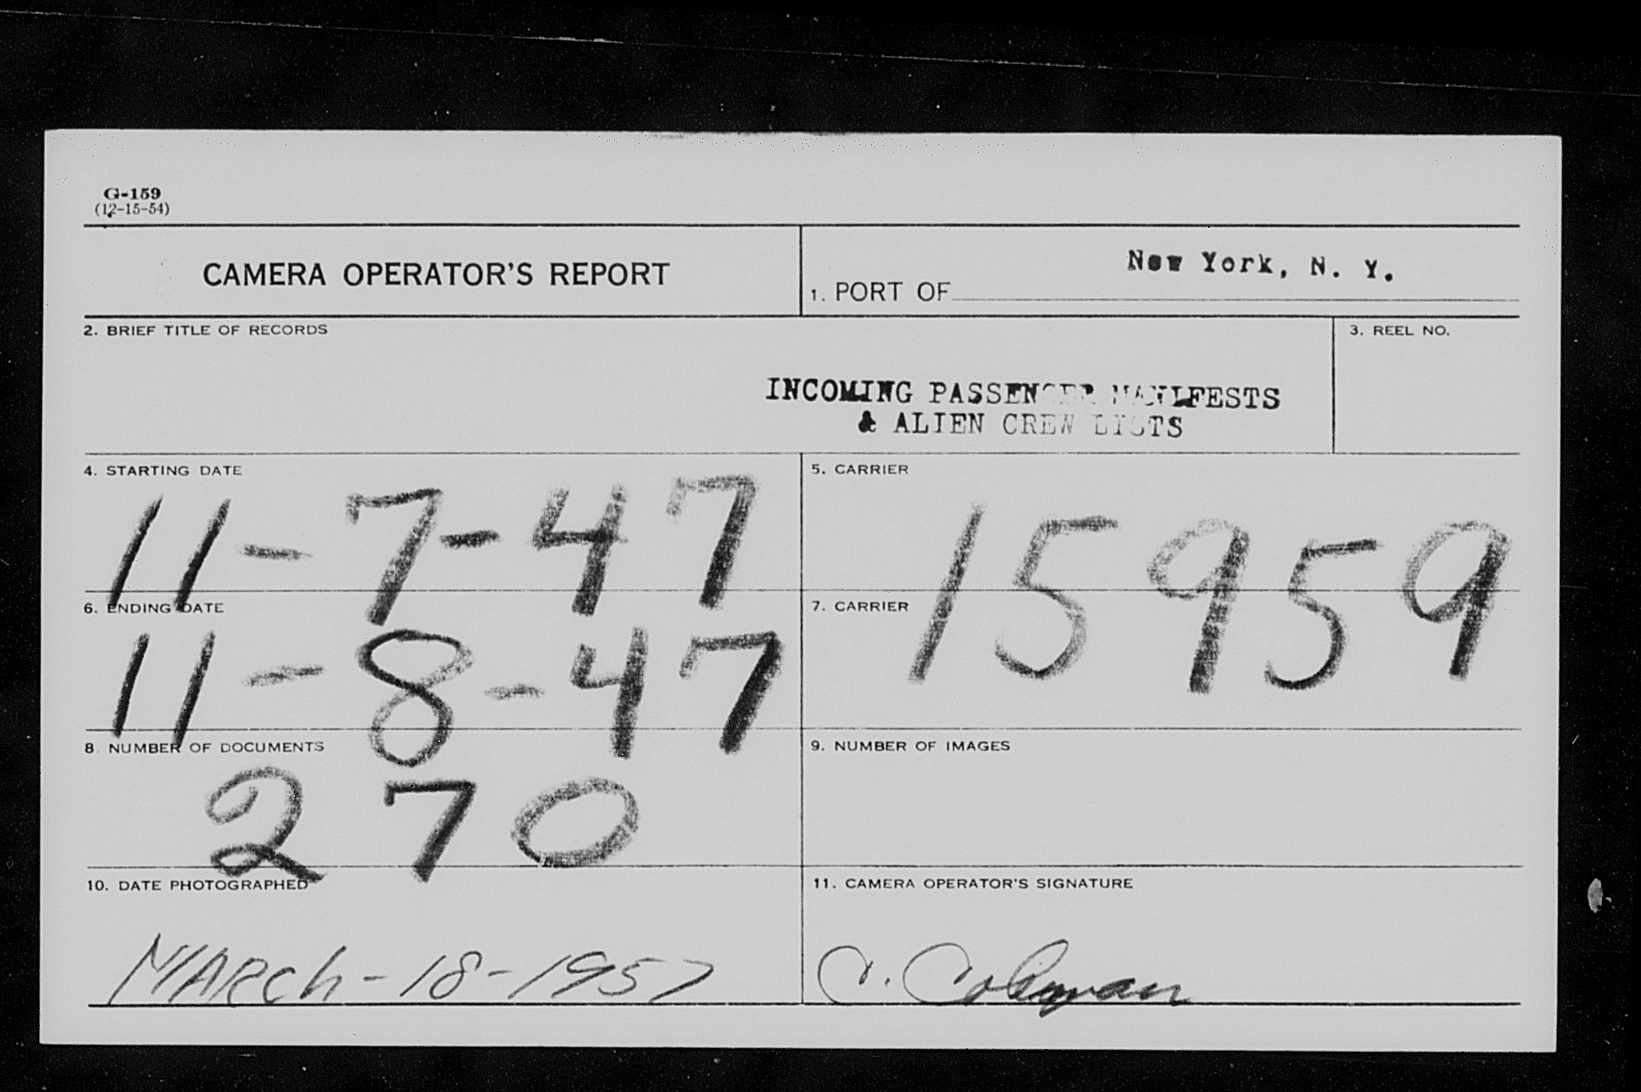 G-159
(12-15-54)
CAMERA OPERATOR'S REPORT
1. PORT OF New York, N. Y.
2. BRIEF TITLE OF RECORDS
INCOMING PASSENGER MANIFESTS
& ALIEN CREW LISTS
3. REEL NO.
4. STARTING DATE
11-7-47
5. CARRIER
15959
6. ENDING DATE
11-8-47
7. CARRIER
8. NUMBER OF DOCUMENTS
270
9. NUMBER OF IMAGES
10. DATE PHOTOGRAPHED
MARCh-18-1957
11. CAMERA OPERATOR'S SIGNATURE
C. Coleman